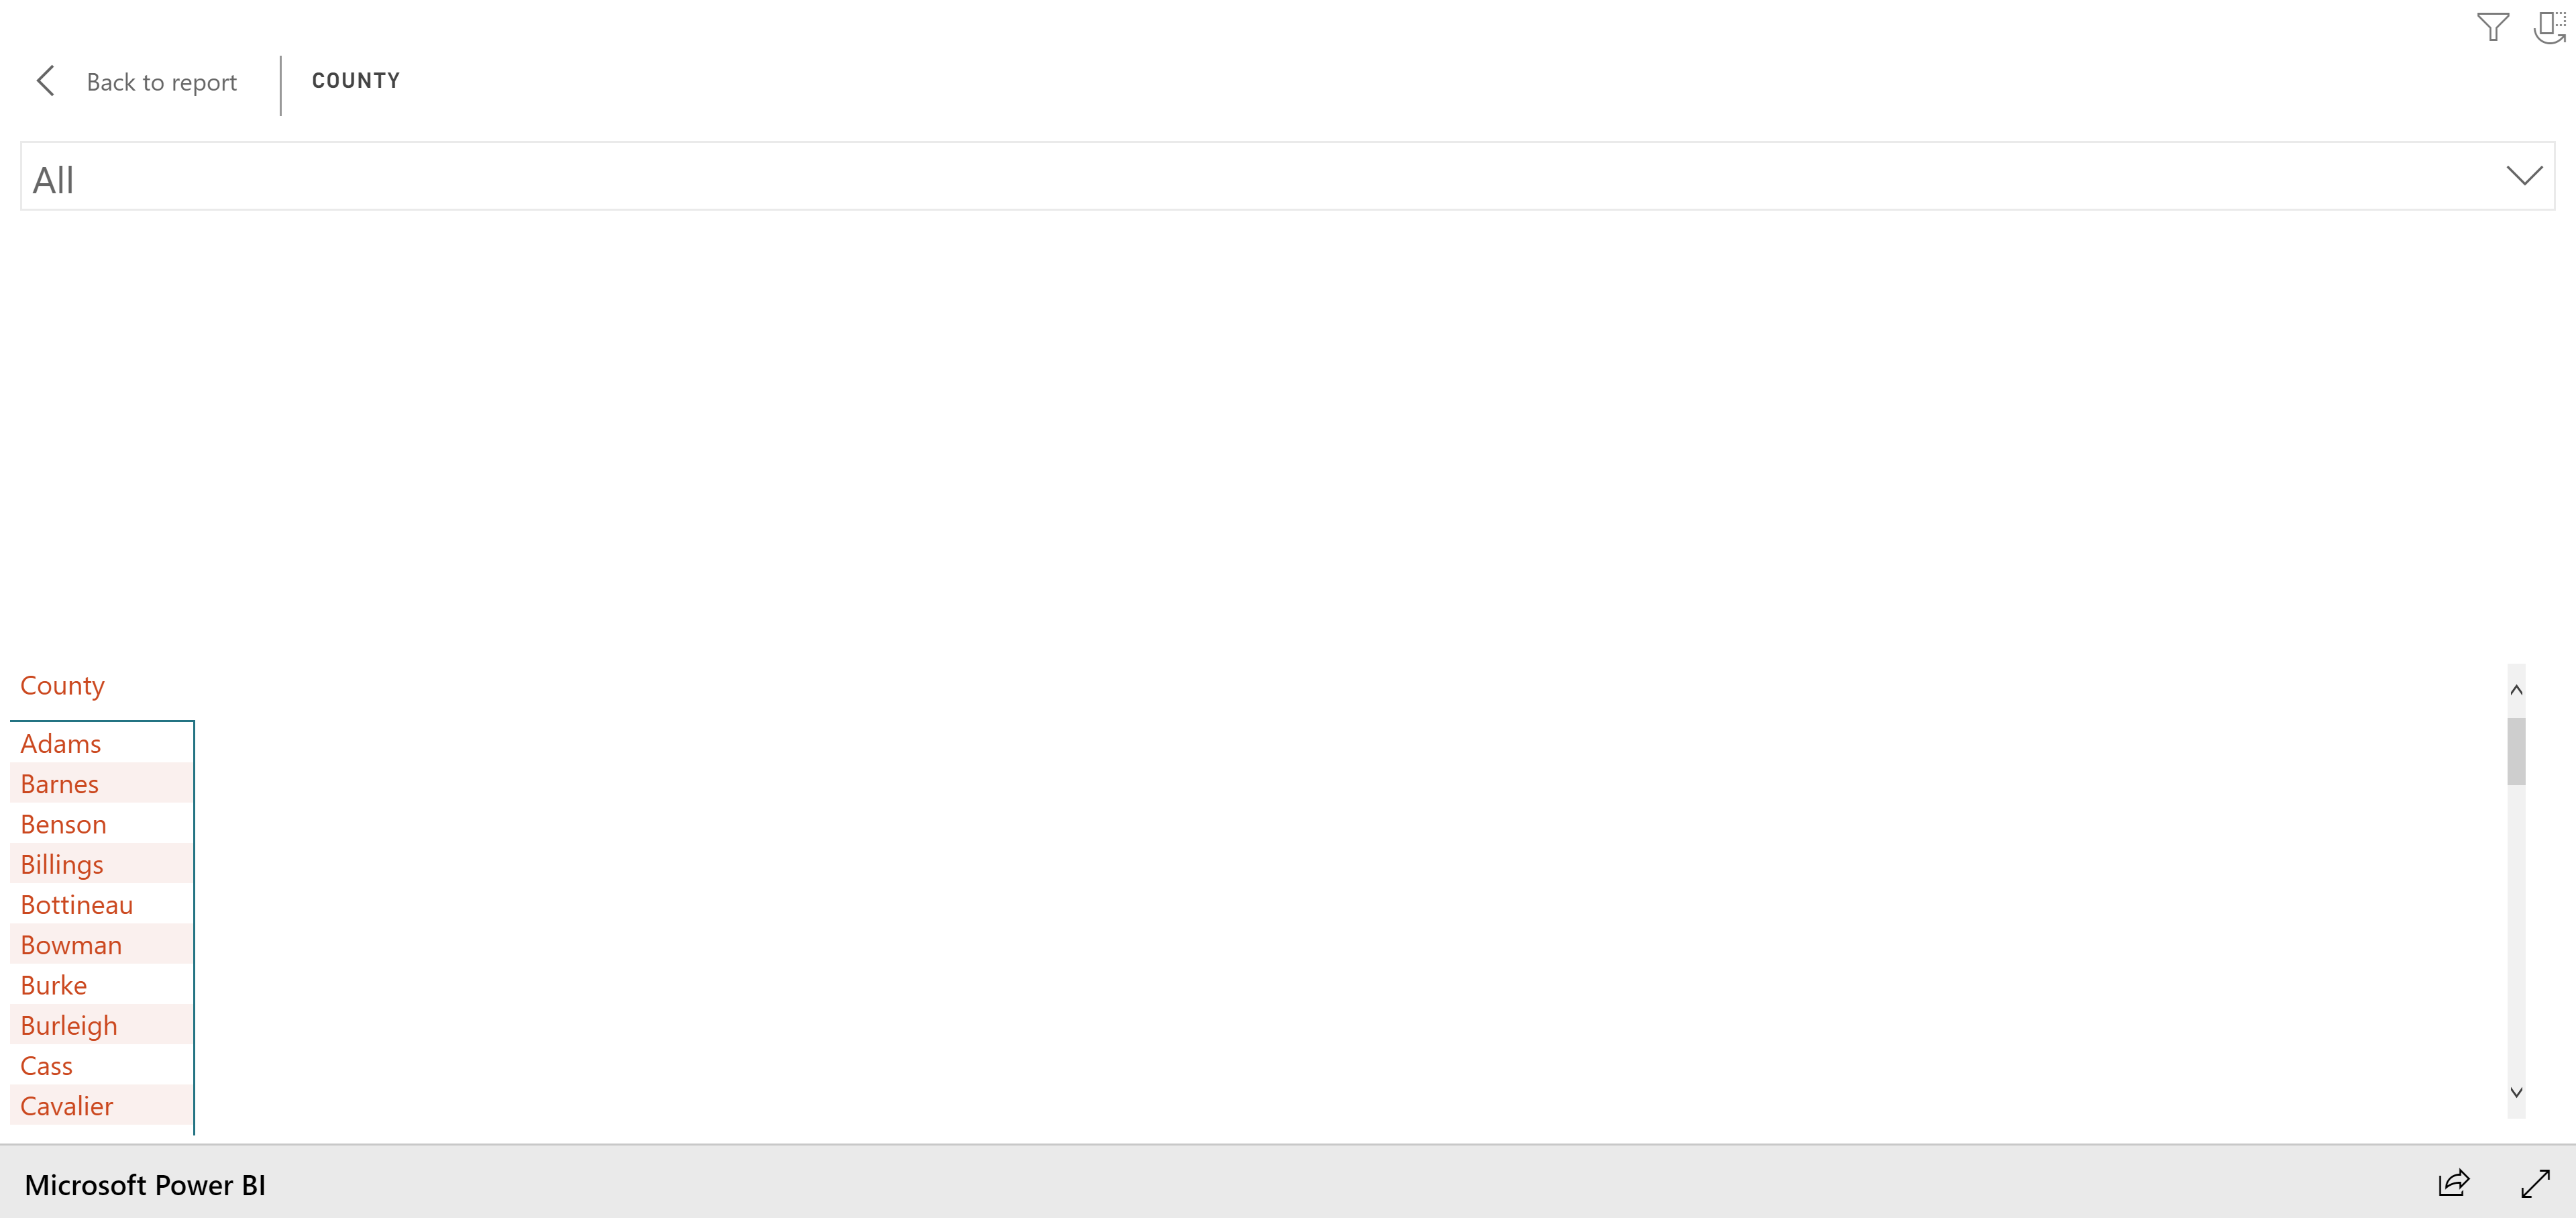 Back to report
COUNTY
All
County
Adams
Barnes
Benson
Billings
Bottineau
Bowman
Burke
Burleigh
Cass
Cavalier
Microsoft Power BI